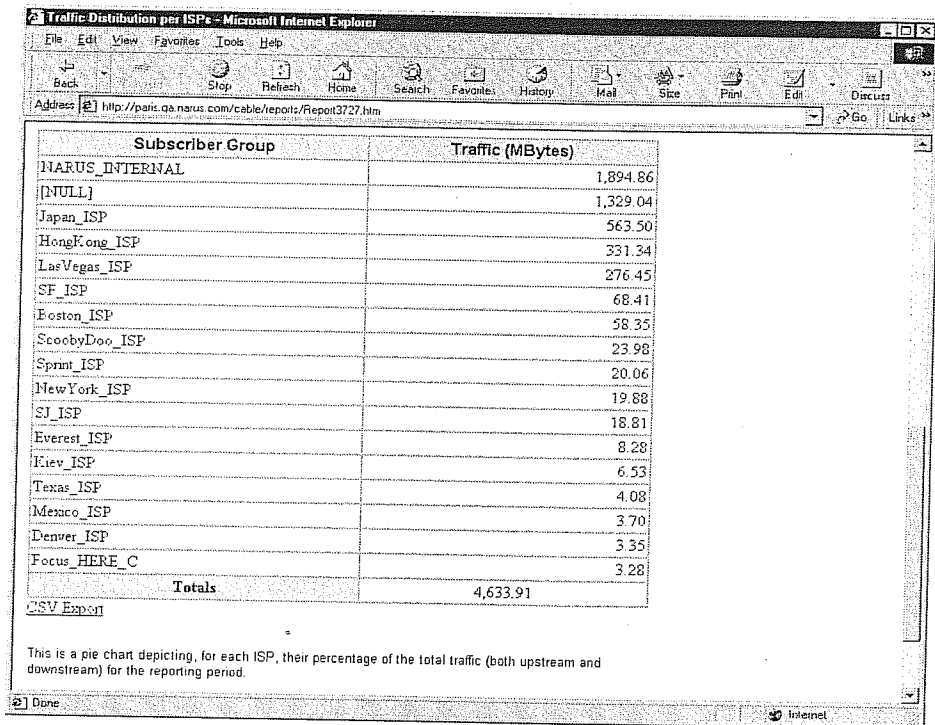 Traffic Distribution per ISPs - Microsoft Internet Explorer
File Edit View Favorites Tools Help
Back Stop Refresh Home Search Favorites History Mail Size Print Edit Discuss
Address http://paris.qa.narus.com/cable/reports/Report3727.htm Go Links
Subscriber Group Traffic (MBytes)
NARUS_INTERNAL 1,894.86
[NULL] 1,329.04
Japan_ISP 563.50
HongKong_ISP 331.34
LasVegas_ISP 276.45
SF_ISP 68.41
Boston_ISP 58.35
ScoobyDoo_ISP 23.98
Sprint_ISP 20.06
NewYork_ISP 19.88
SJ_ISP 18.81
Everest_ISP 8.28
Kiev_ISP 6.53
Texas_ISP 4.08
Mexico_ISP 3.70
Denver_ISP 3.35
Focus_HERE_C 3.28
Totals 4,633.91
CSV Export
This is a pie chart depicting, for each ISP, their percentage of the total traffic (both upstream and
downstream) for the reporting period.
Done Internet